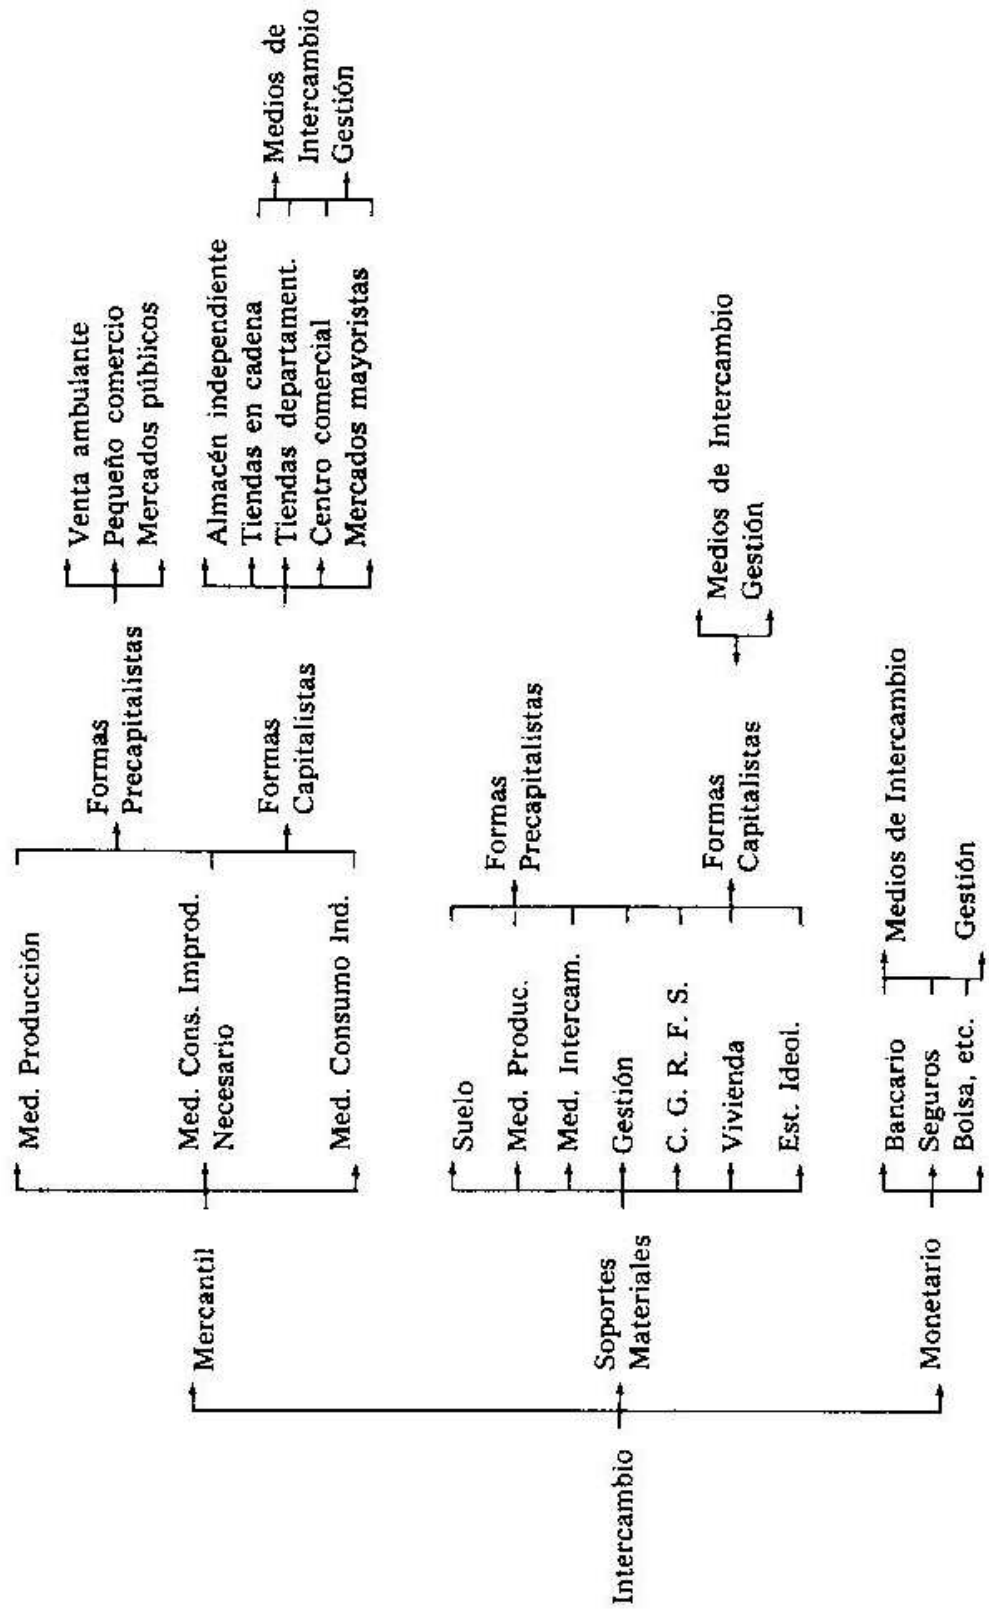 Intercambio
Mercantil
Soportes
Materiales
Monetario
Med. Producción
Med. Cons. Improd.
Necesario
Med. Consumo Ind.
Formas
Precapitalistas
Formas
Capitalistas
Venta ambulante
Pequeño comercio
Mercados públicos
Almacén independiente
Tiendas en cadena
Tiendas department.
Centro comercial
Mercados mayoristas
Medios de
Intercambio
Gestión
Suelo
Med. Produc.
Med. Intercam.
Gestión
C. G. R. F. S.
Vivienda
Est. Ideol.
Formas
Precapitalistas
Formas
Capitalistas
Medios de Intercambio
Gestión
Bancario
Seguros
Bolsa, etc.
Medios de Intercambio
Gestión